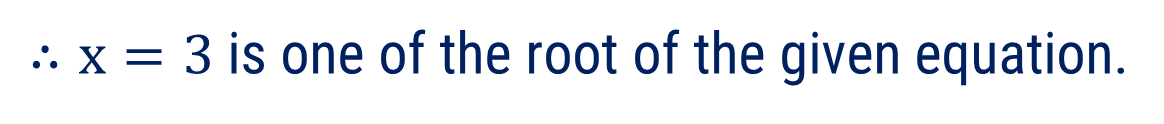 ∴ x = 3 is one of the root of the given equation.